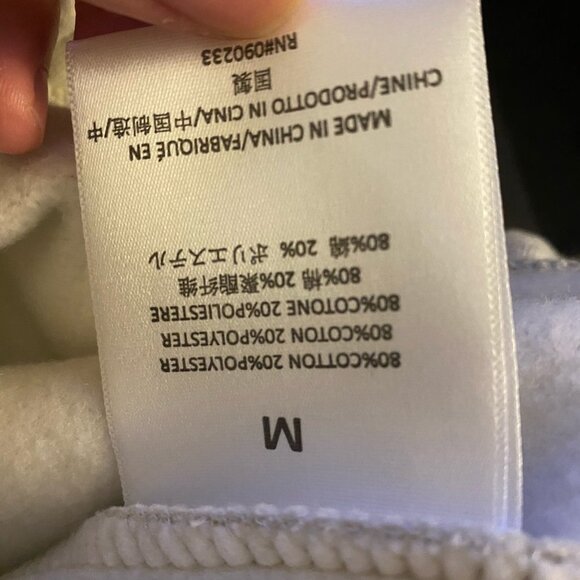 M
80%COTTON 20%POLYESTER
80%COTTON 20%POLYESTER
80%COTONE 20%POLIESTERE
80%棉 20%聚酯纤维
80%綿 20% ポリエステル
MADE IN CHINA/FABRIQUÉ EN
CHINE/PRODOTTO IN CINA/中国制造/中
国製
RN#090233